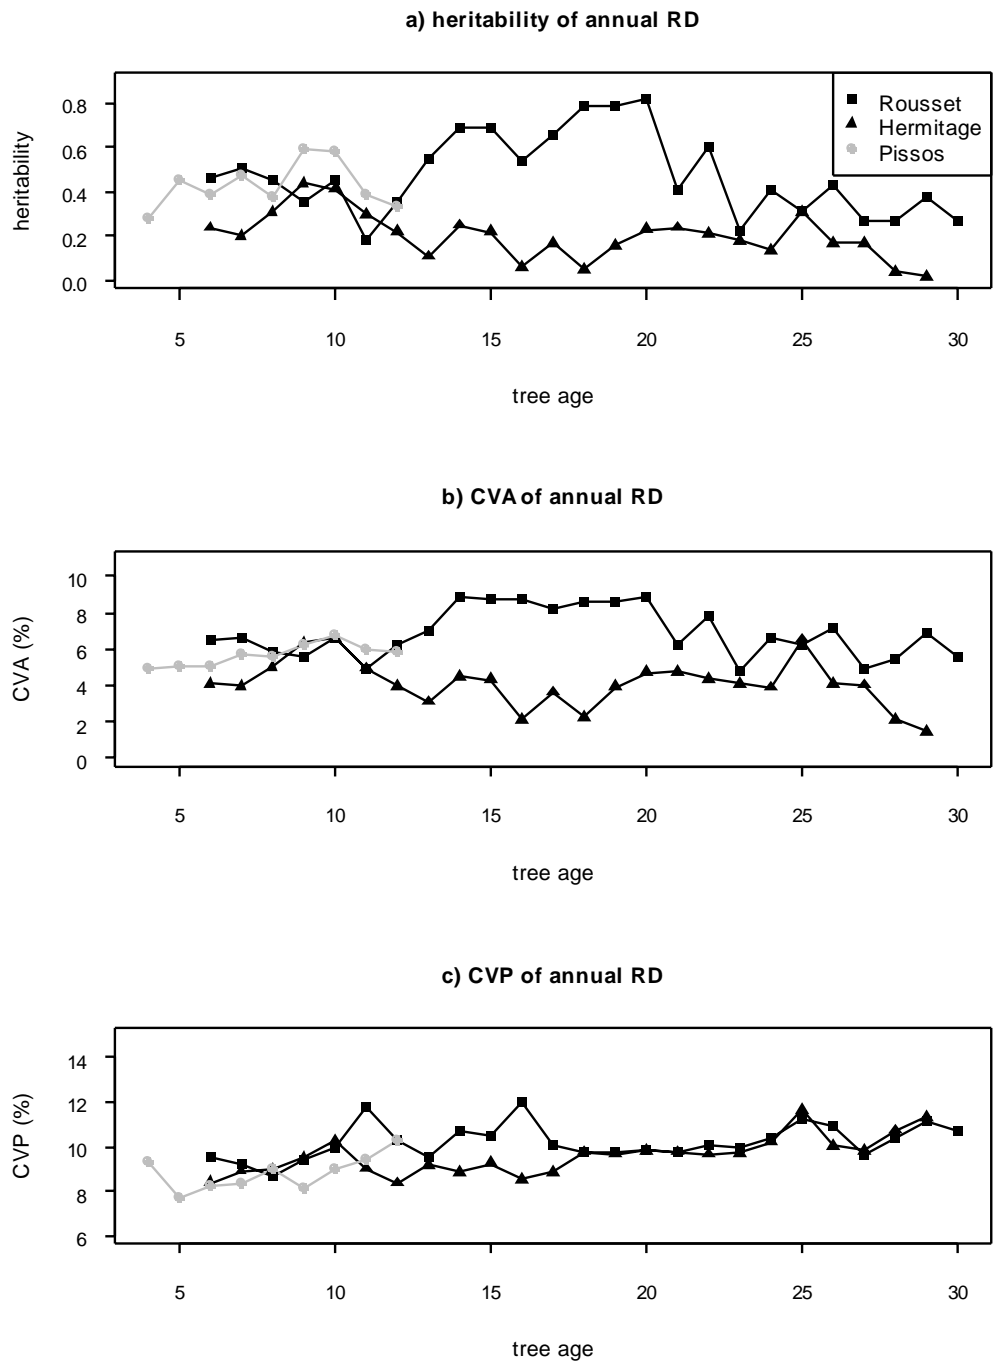 a) heritability of annual RD
heritability
0.8
0.6
0.4
0.2
0.0
Rousset
Hermitage
Pissos
5 10 15 20 25 30
tree age
b) CVA of annual RD
CVA (%)
10
8
6
4
2
0
5 10 15 20 25 30
tree age
c) CVP of annual RD
CVP (%)
14
12
10
8
6
5 10 15 20 25 30
tree age